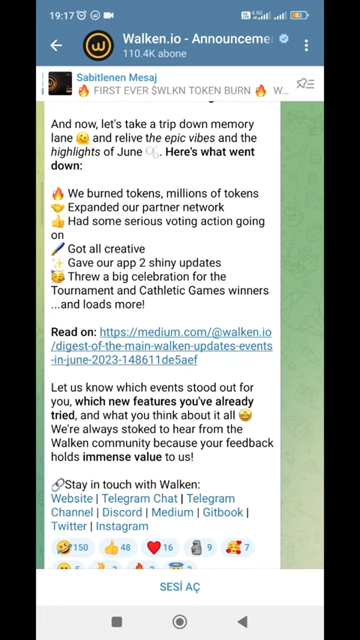 19:17
Walken.io - Announceme
110.4K abone
Sabitlenen Mesaj
🔥 FIRST EVER $WLKN TOKEN BURN 🔥 W...
And now, let's take a trip down memory
lane 🫠 and relive the epic vibes and the
highlights of June 🫧. Here's what went
down:
🔥 We burned tokens, millions of tokens
🤝 Expanded our partner network
👍 Had some serious voting action going
on
🖌 Got all creative
✨ Gave our app 2 shiny updates
🥳 Threw a big celebration for the
Tournament and Cathletic Games winners
...and loads more!
Read on: https://medium.com/@walken.io
/digest-of-the-main-walken-updates-events
-in-june-2023-148611de5aef
Let us know which events stood out for
you, which new features you've already
tried, and what you think about it all 🤩
We're always stoked to hear from the
Walken community because your feedback
holds immense value to us!
🔗Stay in touch with Walken:
Website | Telegram Chat | Telegram
Channel | Discord | Medium | Gitbook |
Twitter | Instagram
🤣150 👍48 ❤16 🗿9 🥰7
SESİ AÇ